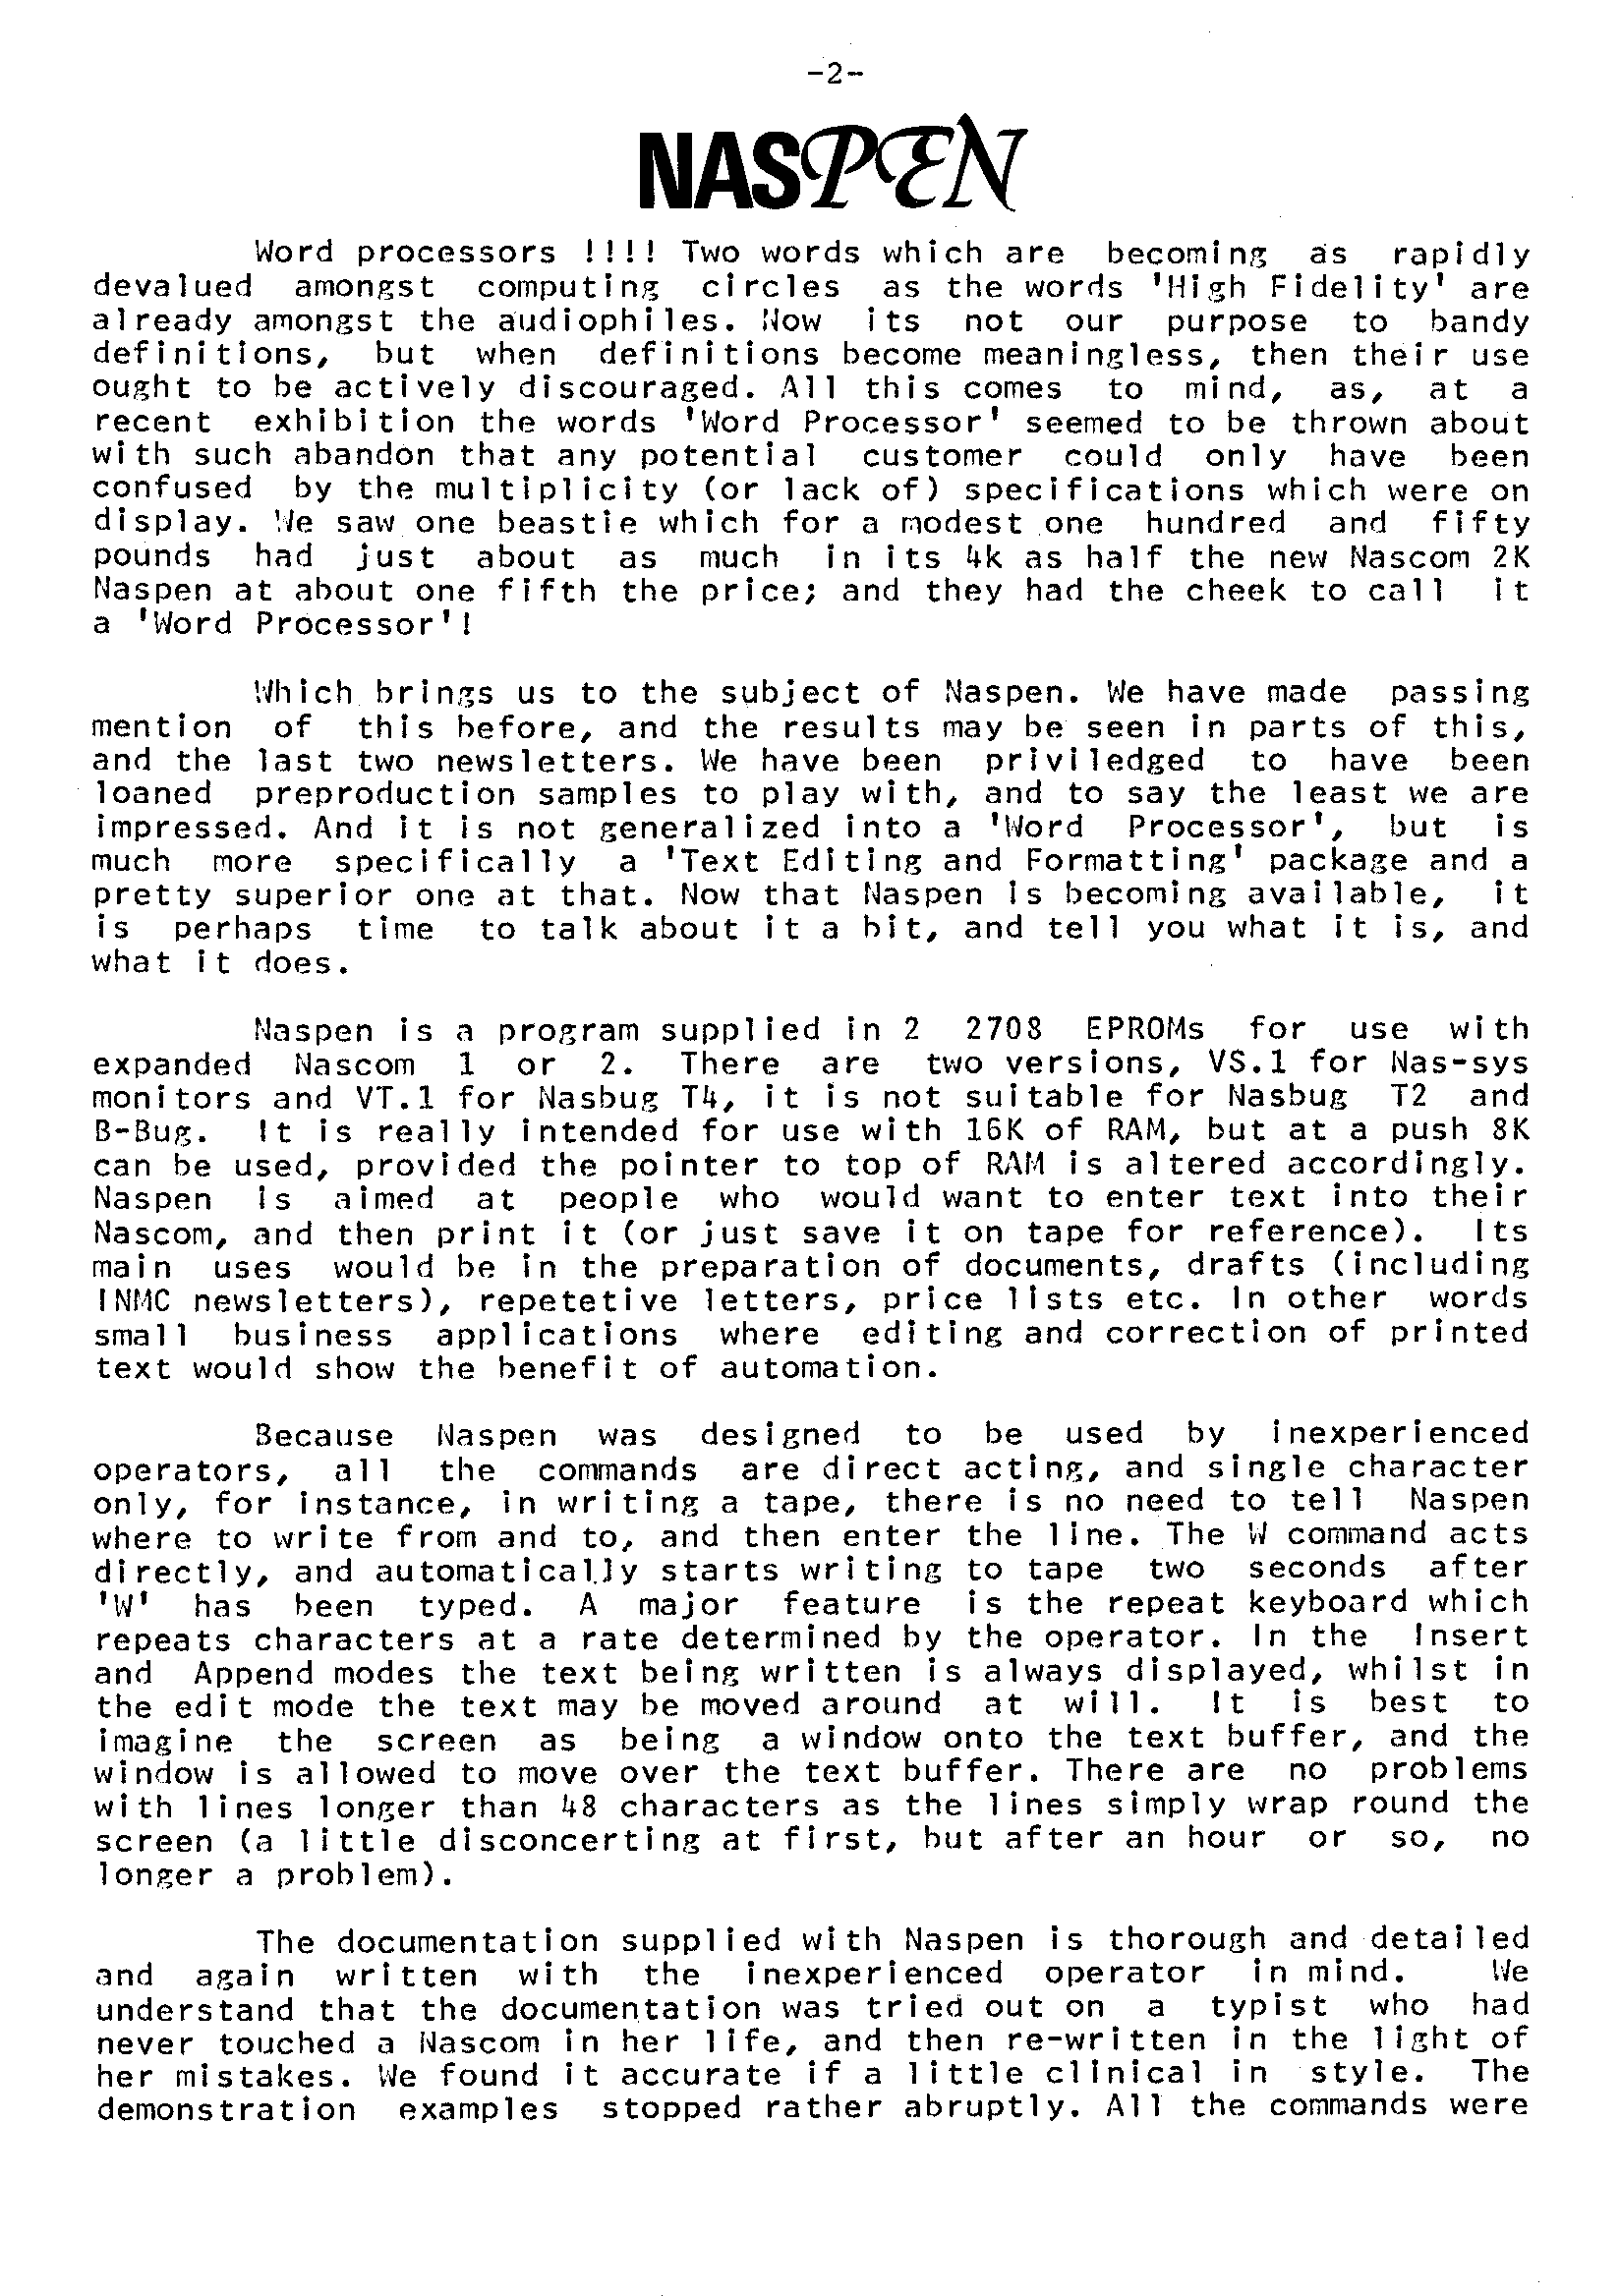 -2-
NASPEN
Word processors !!!! Two words which are becoming as rapidly
devalued amongst computing circles as the words 'High Fidelity' are
already amongst the audiophiles. Now its not our purpose to bandy
definitions, but when definitions become meaningless, then their use
ought to be actively discouraged. All this comes to mind, as, at a
recent exhibition the words 'Word Processor' seemed to be thrown about
with such abandon that any potential customer could only have been
confused by the multiplicity (or lack of) specifications which were on
display. We saw one beastie which for a modest one hundred and fifty
pounds had just about as much in its 4k as half the new Nascom 2K
Naspen at about one fifth the price; and they had the cheek to call it
a 'Word Processor'!
Which brings us to the subject of Naspen. We have made passing
mention of this before, and the results may be seen in parts of this,
and the last two newsletters. We have been priviledged to have been
loaned preproduction samples to play with, and to say the least we are
impressed. And it is not generalized into a 'Word Processor', but is
much more specifically a 'Text Editing and Formatting' package and a
pretty superior one at that. Now that Naspen is becoming available, it
is perhaps time to talk about it a bit, and tell you what it is, and
what it does.
Naspen is a program supplied in 2 2708 EPROMs for use with
expanded Nascom 1 or 2. There are two versions, VS.1 for Nas-sys
monitors and VT.1 for Nasbug T4, it is not suitable for Nasbug T2 and
B-Bug. It is really intended for use with 16K of RAM, but at a push 8K
can be used, provided the pointer to top of RAM is altered accordingly.
Naspen is aimed at people who would want to enter text into their
Nascom, and then print it (or just save it on tape for reference). Its
main uses would be in the preparation of documents, drafts (including
INMC newsletters), repetetive letters, price lists etc. In other words
small business applications where editing and correction of printed
text would show the benefit of automation.
Because Naspen was designed to be used by inexperienced
operators, all the commands are direct acting, and single character
only, for instance, in writing a tape, there is no need to tell Naspen
where to write from and to, and then enter the line. The W command acts
directly, and automatically starts writing to tape two seconds after
'W' has been typed. A major feature is the repeat keyboard which
repeats characters at a rate determined by the operator. In the Insert
and Append modes the text being written is always displayed, whilst in
the edit mode the text may be moved around at will. It is best to
imagine the screen as being a window onto the text buffer, and the
window is allowed to move over the text buffer. There are no problems
with lines longer than 48 characters as the lines simply wrap round the
screen (a little disconcerting at first, but after an hour or so, no
longer a problem).
The documentation supplied with Naspen is thorough and detailed
and again written with the inexperienced operator in mind. We
understand that the documentation was tried out on a typist who had
never touched a Nascom in her life, and then re-written in the light of
her mistakes. We found it accurate if a little clinical in style. The
demonstration examples stopped rather abruptly. All the commands were